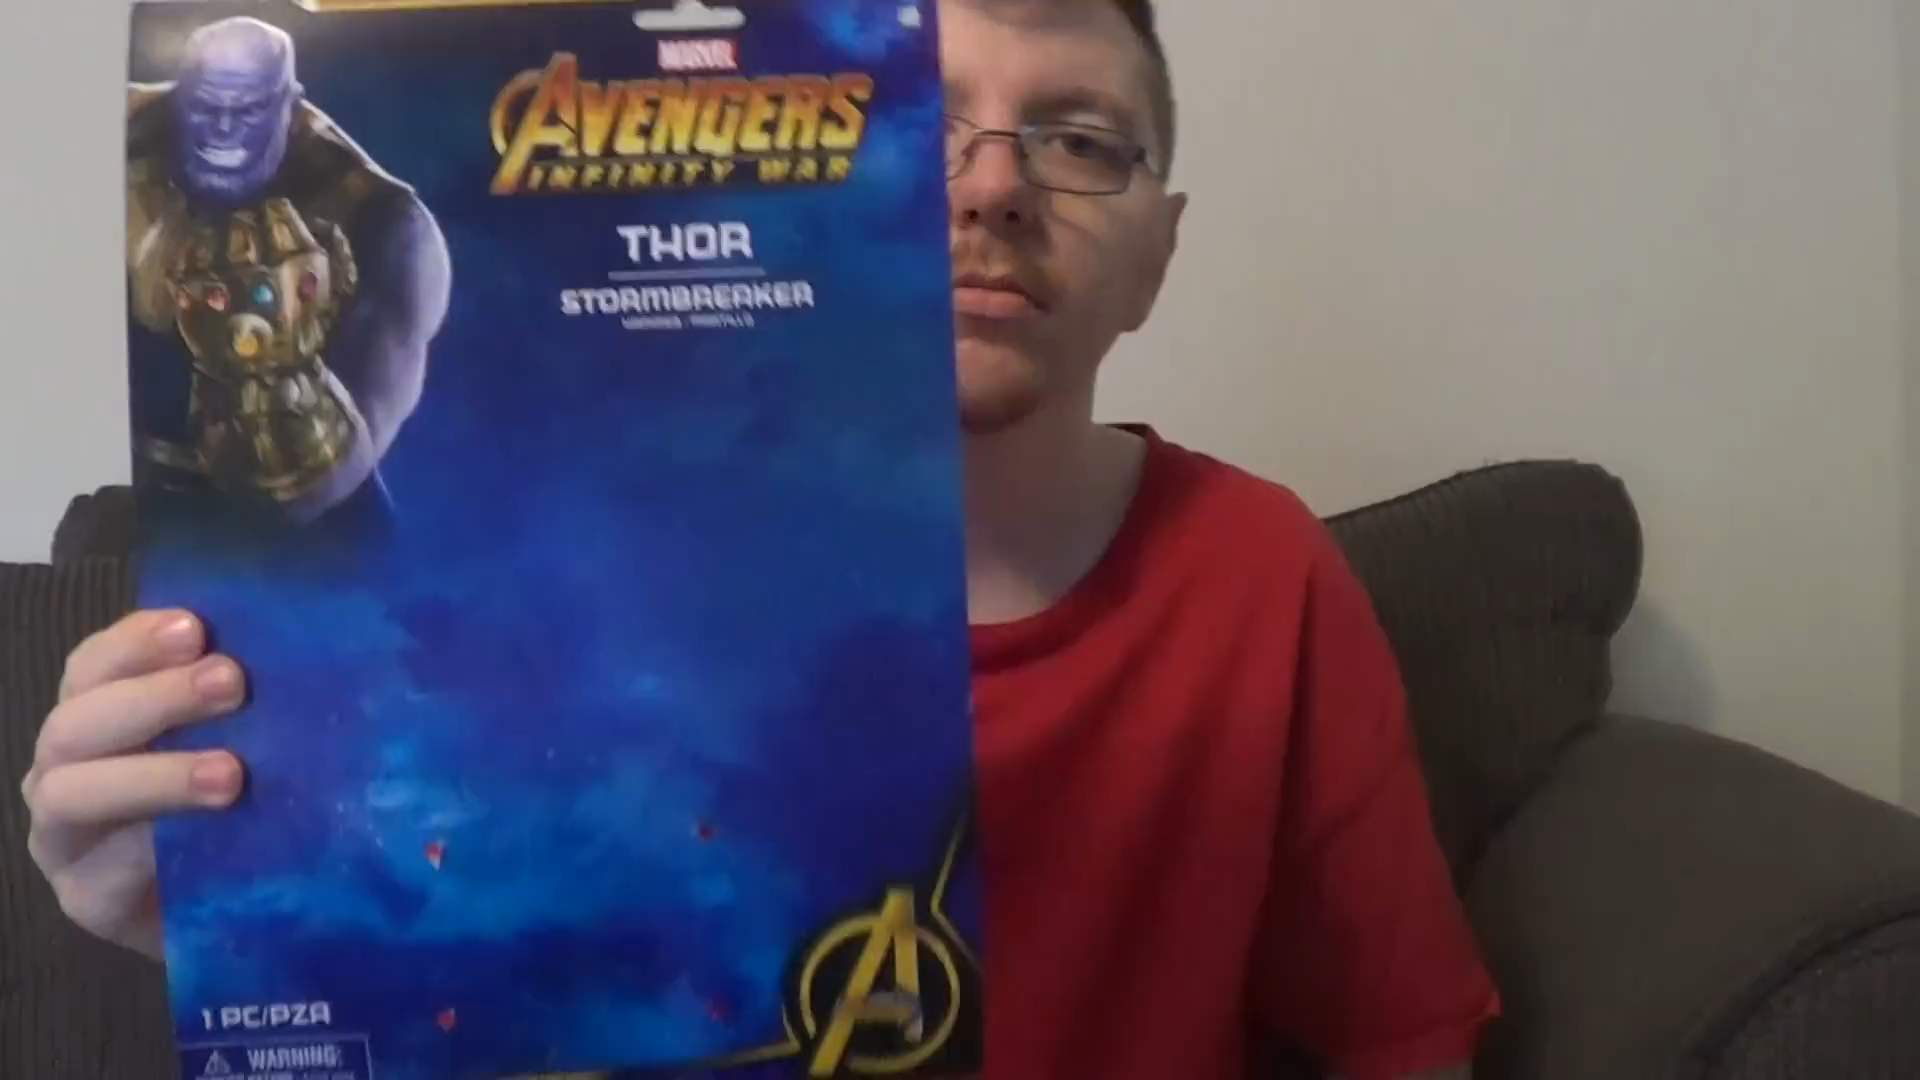 MARVEL
AVENGERS
INFINITY WAR
THOR
STORMBREAKER
1 PC/PZA
WARNING: